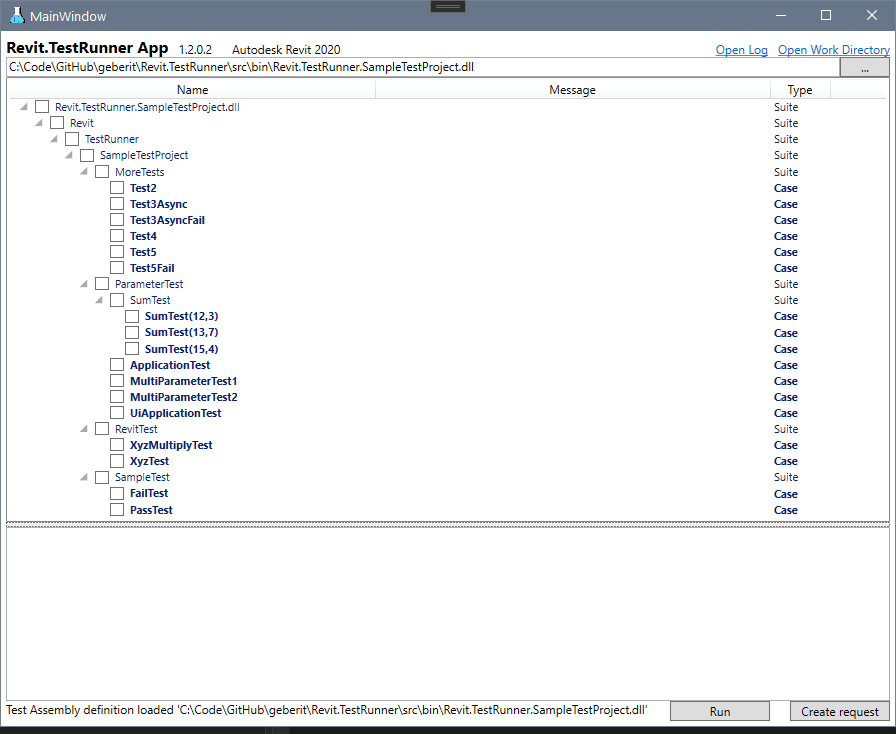 MainWindow
Revit.TestRunner App 1.2.0.2 Autodesk Revit 2020 Open Log Open Work Directory
C:\Code\GitHub\geberit\Revit.TestRunner\src\bin\Revit.TestRunner.SampleTestProject.dll ...
Name Message Type
Revit.TestRunner.SampleTestProject.dll Suite
Revit Suite
TestRunner Suite
SampleTestProject Suite
MoreTests Suite
Test2 Case
Test3Async Case
Test3AsyncFail Case
Test4 Case
Test5 Case
Test5Fail Case
ParameterTest Suite
SumTest Suite
SumTest(12,3) Case
SumTest(13,7) Case
SumTest(15,4) Case
ApplicationTest Case
MultiParameterTest1 Case
MultiParameterTest2 Case
UiApplicationTest Case
RevitTest Suite
XyzMultiplyTest Case
XyzTest Case
SampleTest Suite
FailTest Case
PassTest Case
Test Assembly definition loaded 'C:\Code\GitHub\geberit\Revit.TestRunner\src\bin\Revit.TestRunner.SampleTestProject.dll' Run Create request